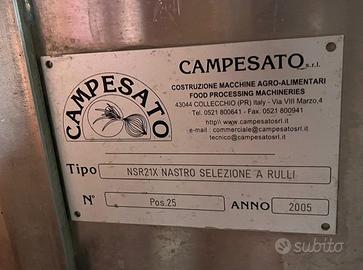 CAMPESATO s.r.l.
COSTRUZIONE MACCHINE AGRO-ALIMENTARI
FOOD PROCESSING MACHINERIES
43044 COLLECCHIO (PR) Italy - Via VIII Marzo,4
Tel. 0521 800641 - Fax. 0521 800941
http\\ www.campesatosrl.it
e-mail : commerciale@campesatosrl.it
tecnico@campesatosrl.it
CAMPESATO
Tipo NSR21X NASTRO SELEZIONE A RULLI
N° Pos.25 ANNO 2005
subito